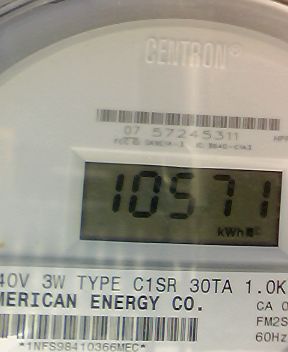 CENTRON®
07 57245311
10571
kWh
40V 3W TYPE C1SR 30TA 1.0K
MERICAN ENERGY CO.
CA 0
FM2S
60Hz
*1NFS98410366MEC*